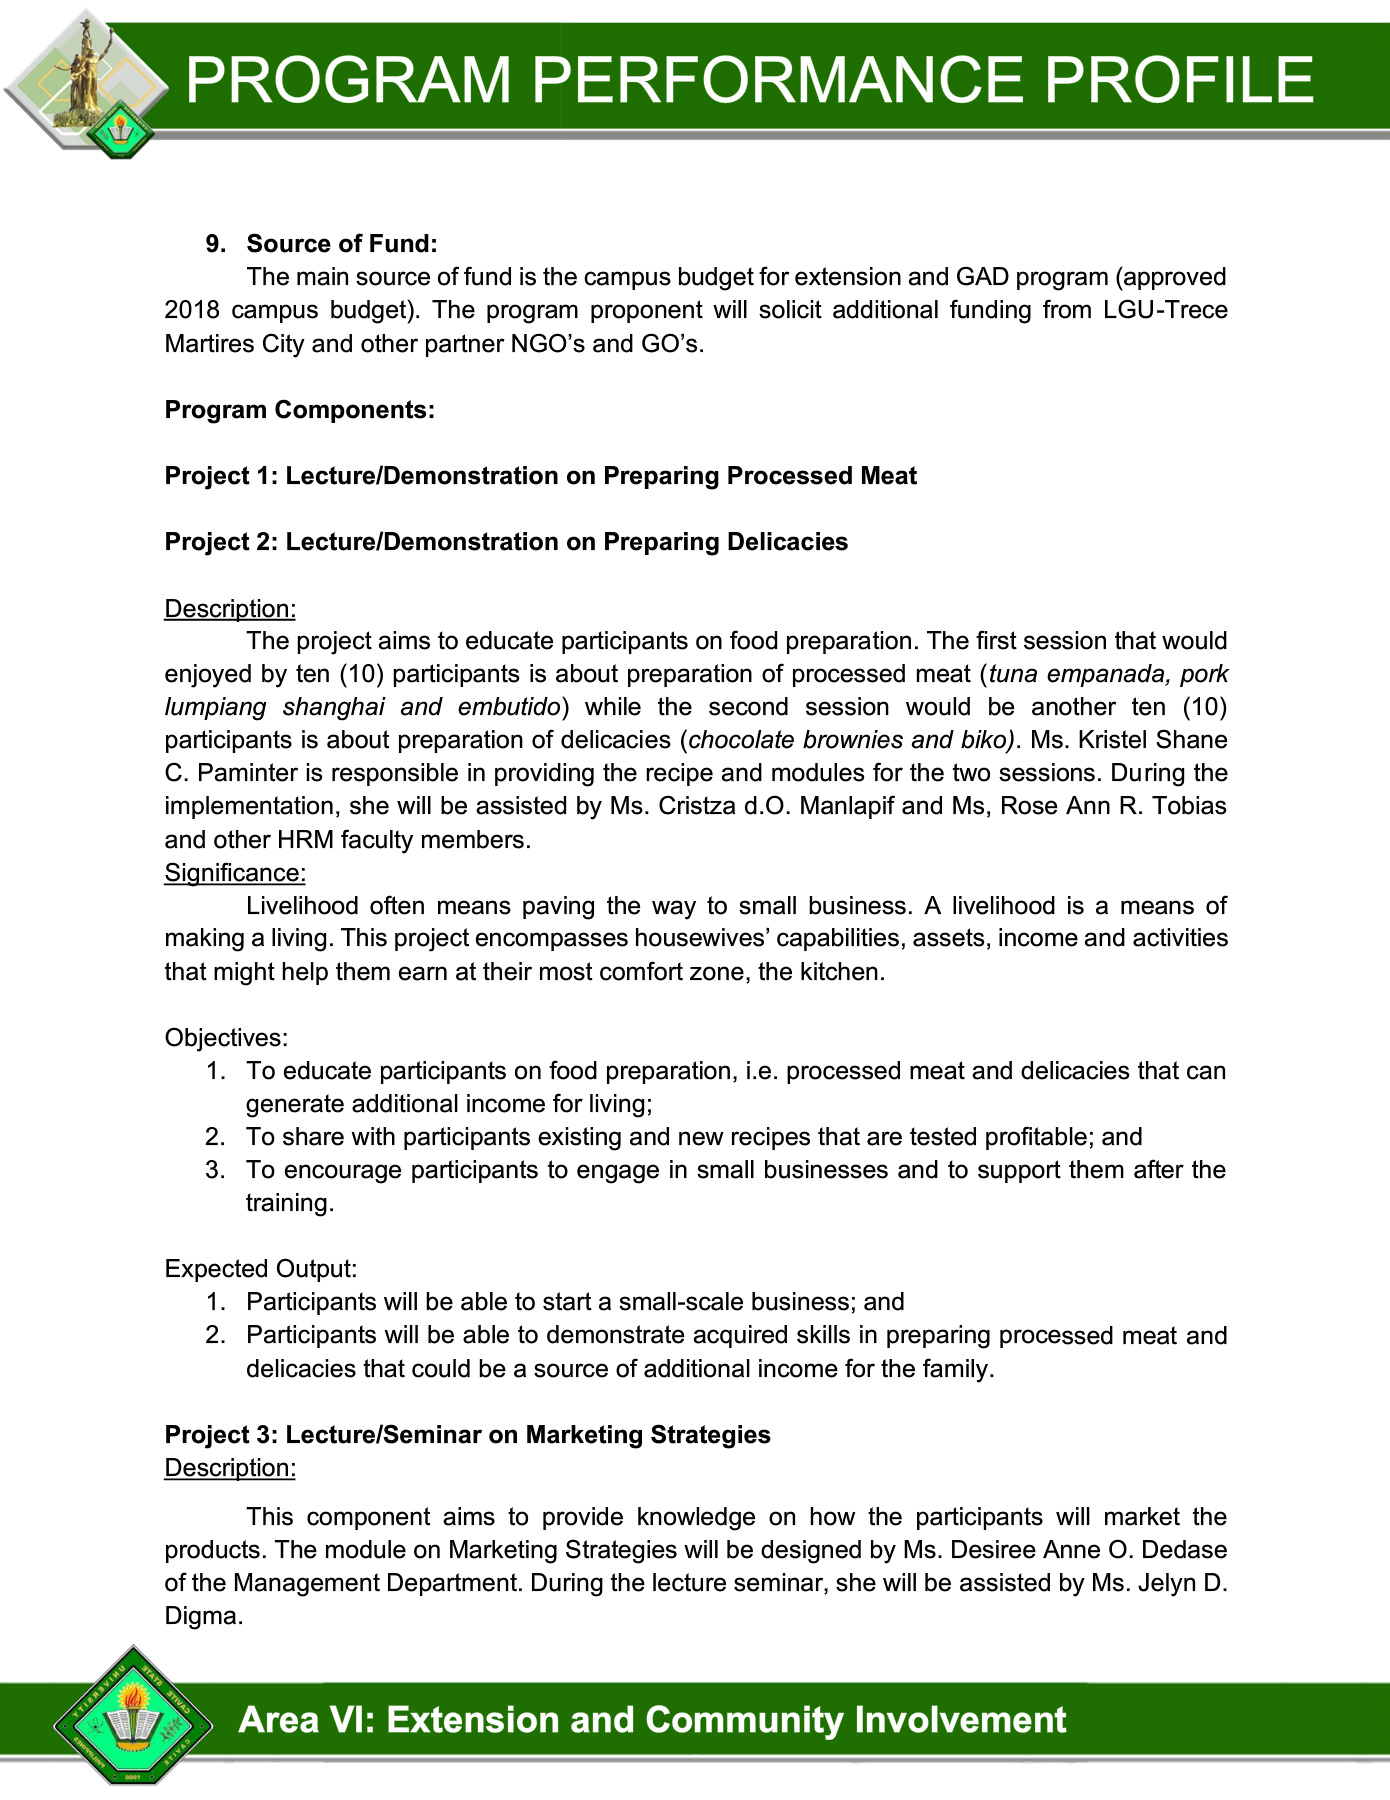 PROGRAM PERFORMANCE PROFILE
9. Source of Fund:
The main source of fund is the campus budget for extension and GAD program (approved
2018 campus budget). The program proponent will solicit additional funding from LGU-Trece
Martires City and other partner NGO’s and GO’s.
Program Components:
Project 1: Lecture/Demonstration on Preparing Processed Meat
Project 2: Lecture/Demonstration on Preparing Delicacies
Description:
The project aims to educate participants on food preparation. The first session that would
enjoyed by ten (10) participants is about preparation of processed meat (tuna empanada, pork
lumpiang shanghai and embutido) while the second session would be another ten (10)
participants is about preparation of delicacies (chocolate brownies and biko). Ms. Kristel Shane
C. Paminter is responsible in providing the recipe and modules for the two sessions. During the
implementation, she will be assisted by Ms. Cristza d.O. Manlapif and Ms, Rose Ann R. Tobias
and other HRM faculty members.
Significance:
Livelihood often means paving the way to small business. A livelihood is a means of
making a living. This project encompasses housewives’ capabilities, assets, income and activities
that might help them earn at their most comfort zone, the kitchen.
Objectives:
1. To educate participants on food preparation, i.e. processed meat and delicacies that can
generate additional income for living;
2. To share with participants existing and new recipes that are tested profitable; and
3. To encourage participants to engage in small businesses and to support them after the
training.
Expected Output:
1. Participants will be able to start a small-scale business; and
2. Participants will be able to demonstrate acquired skills in preparing processed meat and
delicacies that could be a source of additional income for the family.
Project 3: Lecture/Seminar on Marketing Strategies
Description:
This component aims to provide knowledge on how the participants will market the
products. The module on Marketing Strategies will be designed by Ms. Desiree Anne O. Dedase
of the Management Department. During the lecture seminar, she will be assisted by Ms. Jelyn D.
Digma.
CAVITE STATE UNIVERSITY
CAVITE PHILIPPINES
Area VI: Extension and Community Involvement